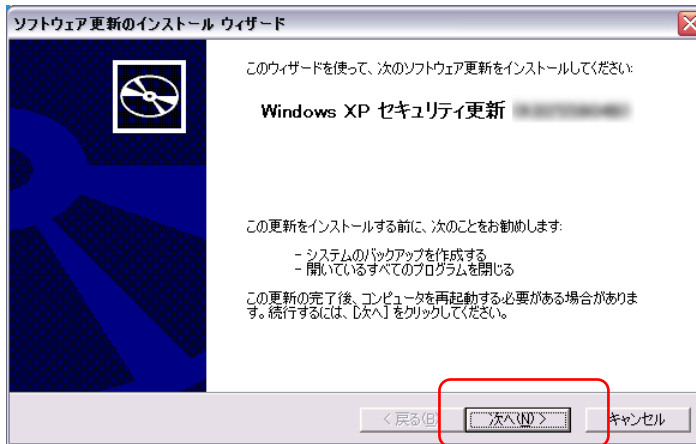 ソフトウェア更新のインストール ウィザード
このウィザードを使って、次のソフトウェア更新をインストールしてください:
Windows XP セキュリティ更新
この更新をインストールする前に、次のことをお勧めします:
- システムのバックアップを作成する
- 開いているすべてのプログラムを閉じる
この更新の完了後、コンピュータを再起動する必要がある場合がありま
す。続行するには、[次へ] をクリックしてください。
< 戻る(B) 次へ(N) > キャンセル